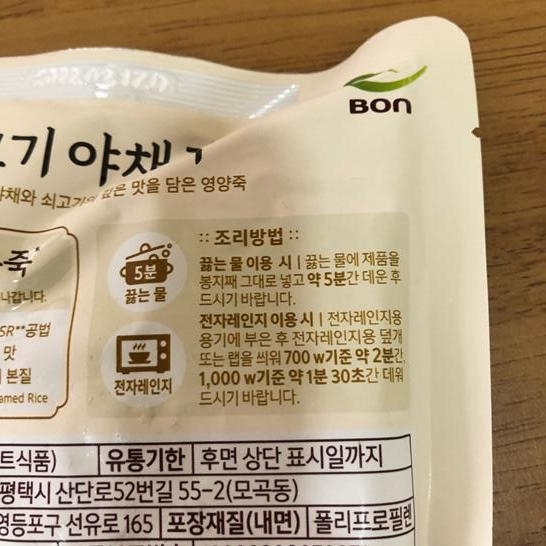 BON
기 야채
야채와 쇠고기의 깊은 맛을 담은 영양죽
죽
나갑니다.
SR**공법
맛
본질
amed Rice
:: 조리방법 ::
5분
끓는 물
끓는 물 이용 시 | 끓는 물에 제품을
봉지째 그대로 넣고 약 5분간 데운 후
드시기 바랍니다.
전자레인지
전자레인지 이용 시 | 전자레인지용
용기에 부은 후 전자레인지용 덮개
또는 랩을 씌워 700 w기준 약 2분간,
1,000 w기준 약 1분 30초간 데워
드시기 바랍니다.
트식품) 유통기한 후면 상단 표시일까지
평택시 산단로52번길 55-2(모곡동)
영등포구 선유로 165 포장재질(내면) 폴리프로필렌